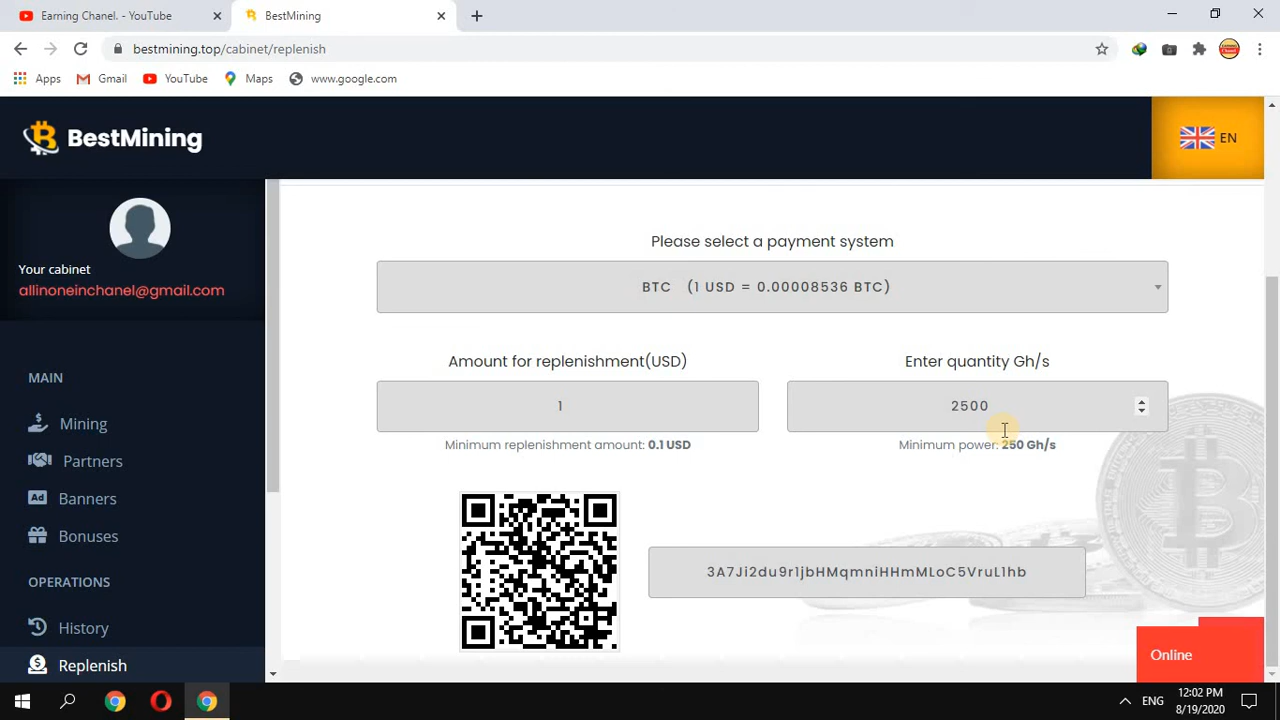 Earning Chanel. - YouTube
BestMining
bestmining.top/cabinet/replenish
Apps
Gmail
YouTube
Maps
www.google.com
BestMining
EN
Your cabinet
allinoneinchanel@gmail.com
MAIN
Mining
Partners
Ad
Banners
Bonuses
OPERATIONS
History
Replenish
Please select a payment system
BTC (1 USD = 0.00008536 BTC)
Amount for replenishment(USD)
Enter quantity Gh/s
1
2500
Minimum replenishment amount: 0.1 USD
Minimum power: 250 Gh/s
3A7Ji2du9r1jbHMqmniHHmMLoC5VruL1hb
Online
ENG
12:02 PM
8/19/2020